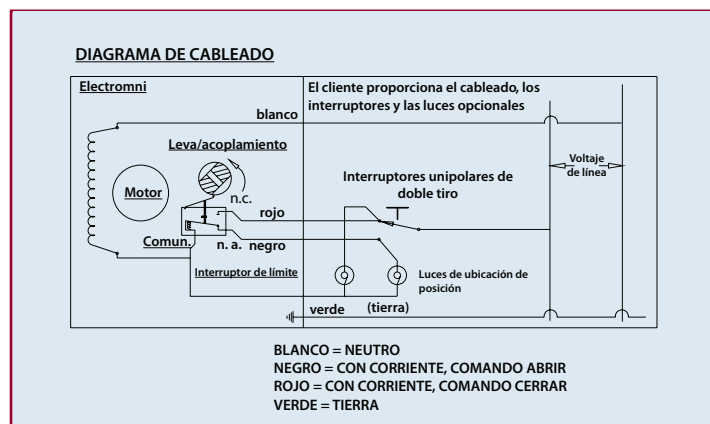 DIAGRAMA DE CABLEADO
Electromni
El cliente proporciona el cableado, los
interruptores y las luces opcionales
blanco
Leva/acoplamiento
Voltaje
de línea
Interruptores unipolares de
doble tiro
Motor
n.c.
rojo
Comun.
n. a. negro
Interruptor de límite
Luces de ubicación de
posición
verde (tierra)
BLANCO = NEUTRO
NEGRO = CON CORRIENTE, COMANDO ABRIR
ROJO = CON CORRIENTE, COMANDO CERRAR
VERDE = TIERRA